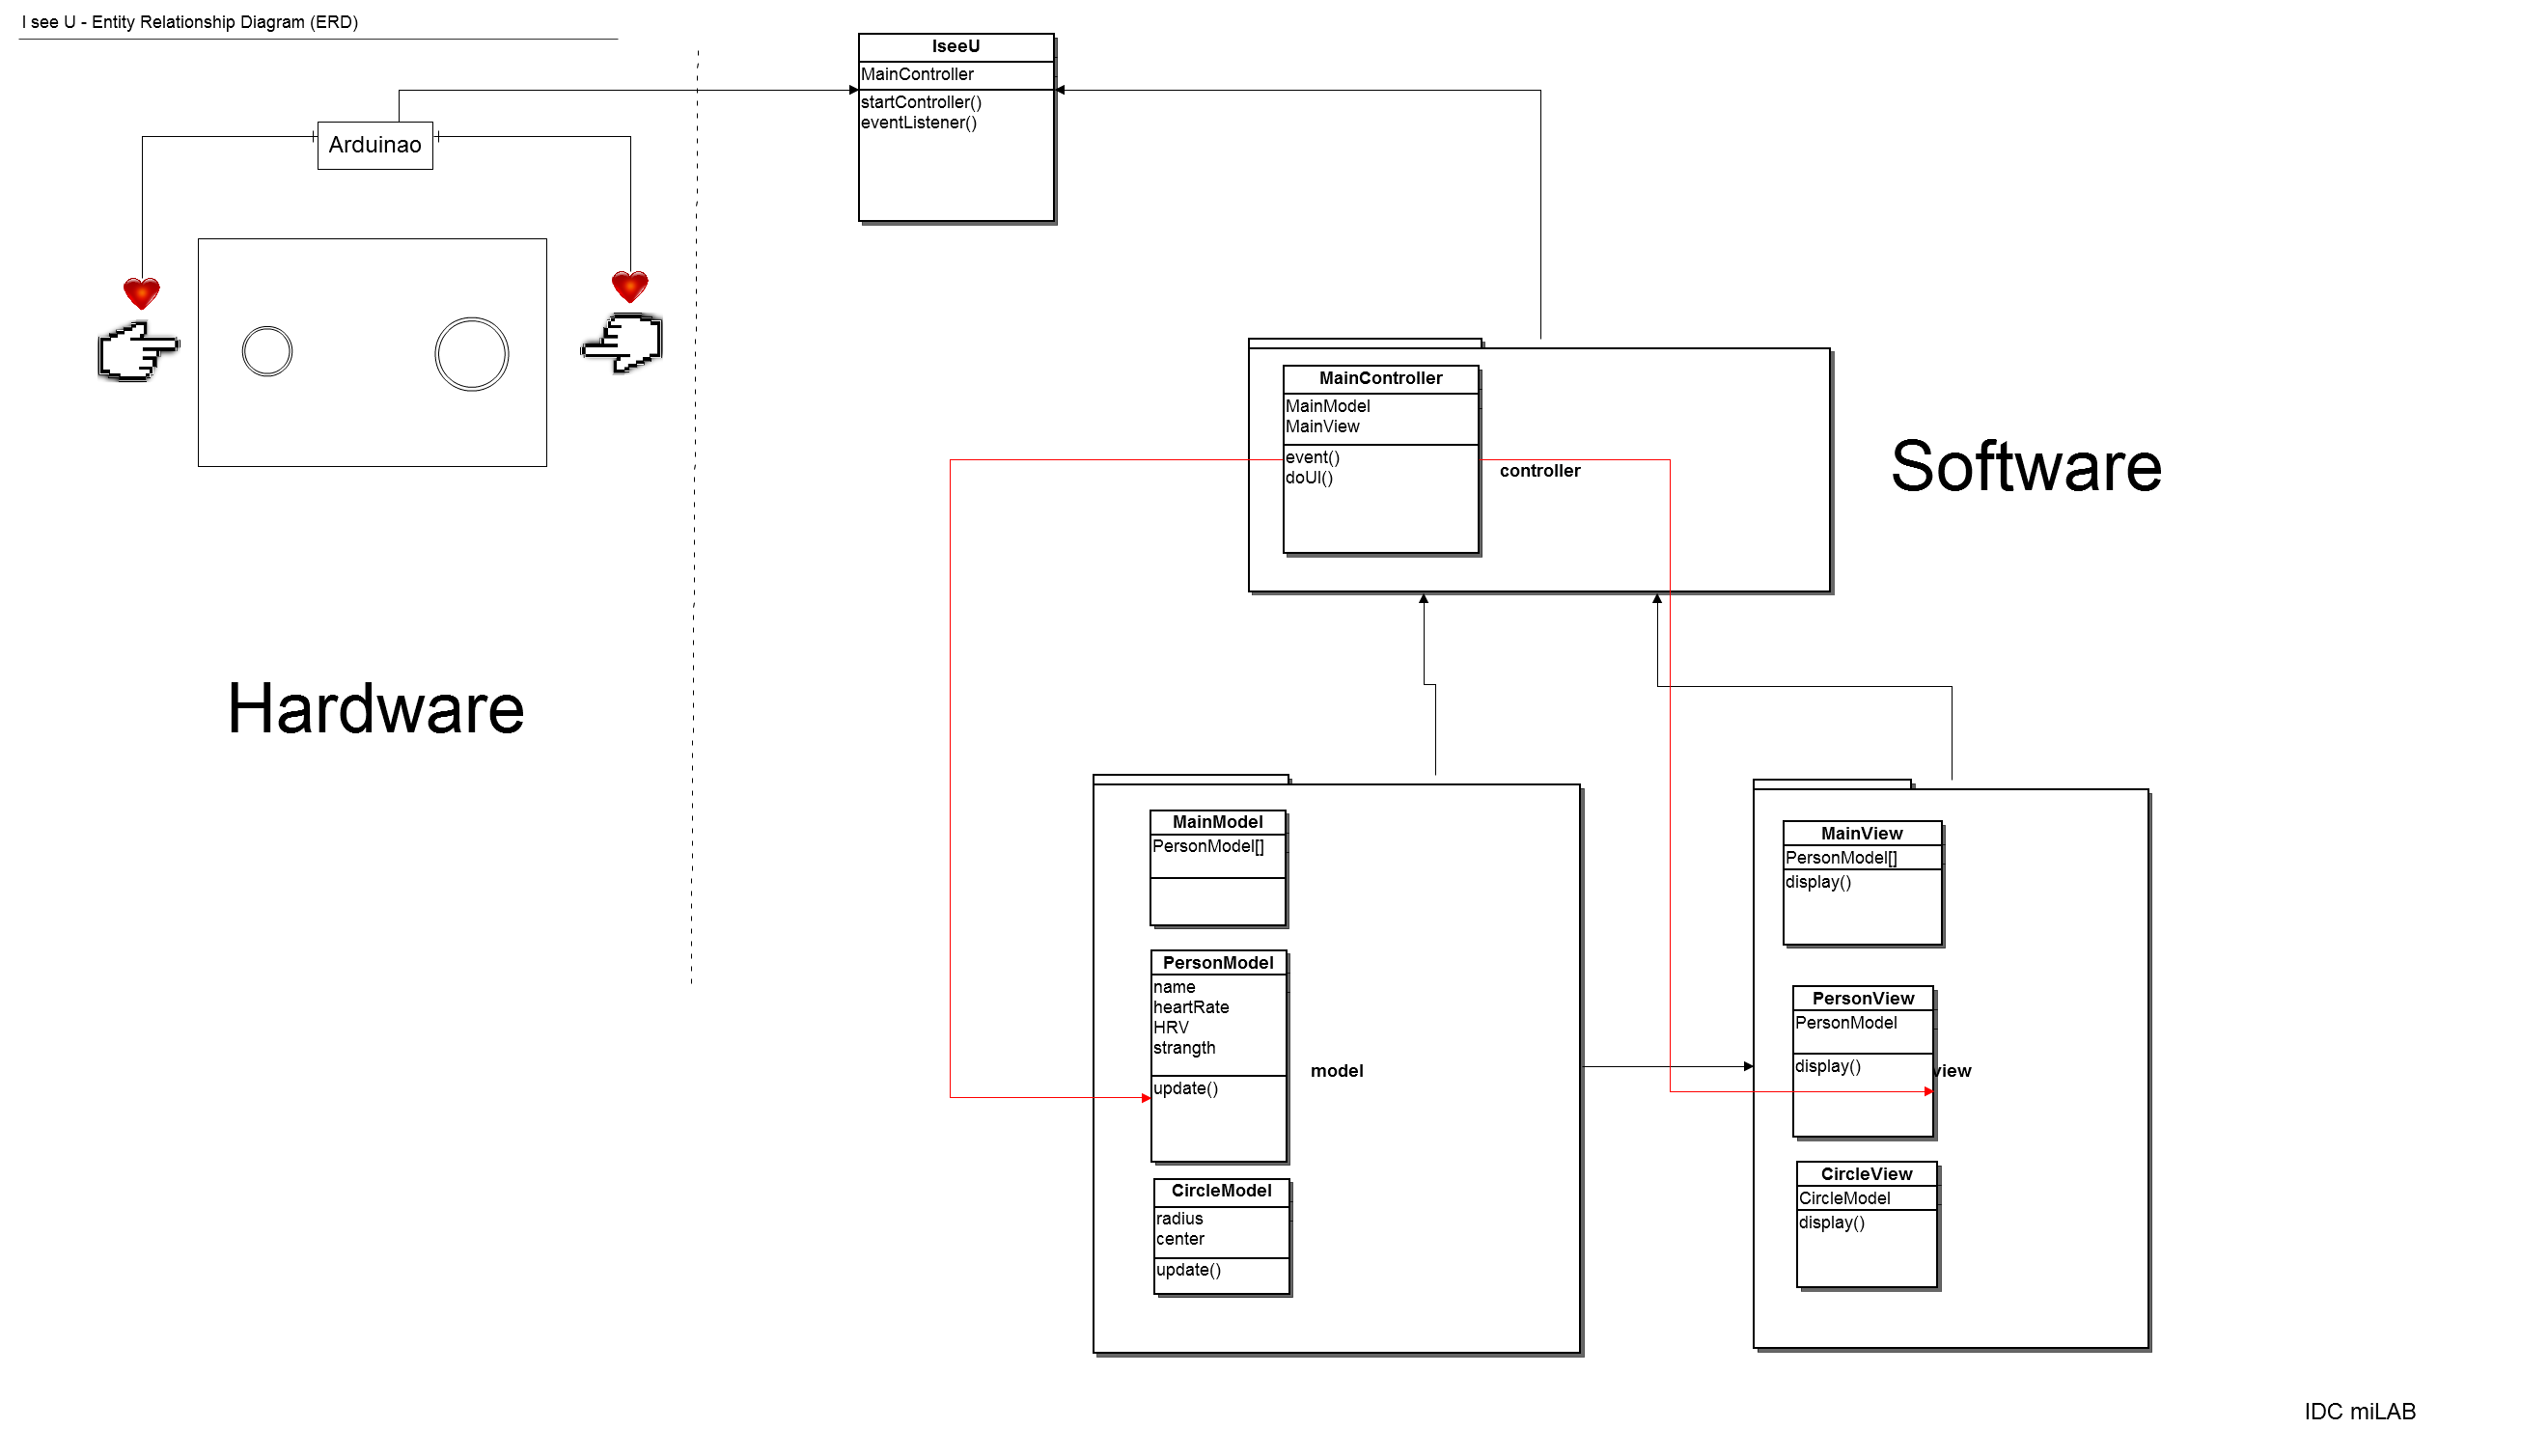 I see U - Entity Relationship Diagram (ERD)
IseeU
MainController
startController()
eventListener()
Arduinao
MainController
MainModel
MainView
event()
doUI()
controller
Software
Hardware
MainModel
PersonModel[]
PersonModel
name
heartRate
HRV
strangth
update()
model
CircleModel
radius
center
update()
MainView
PersonModel[]
display()
PersonView
PersonModel
display()
view
CircleView
CircleModel
display()
IDC miLAB